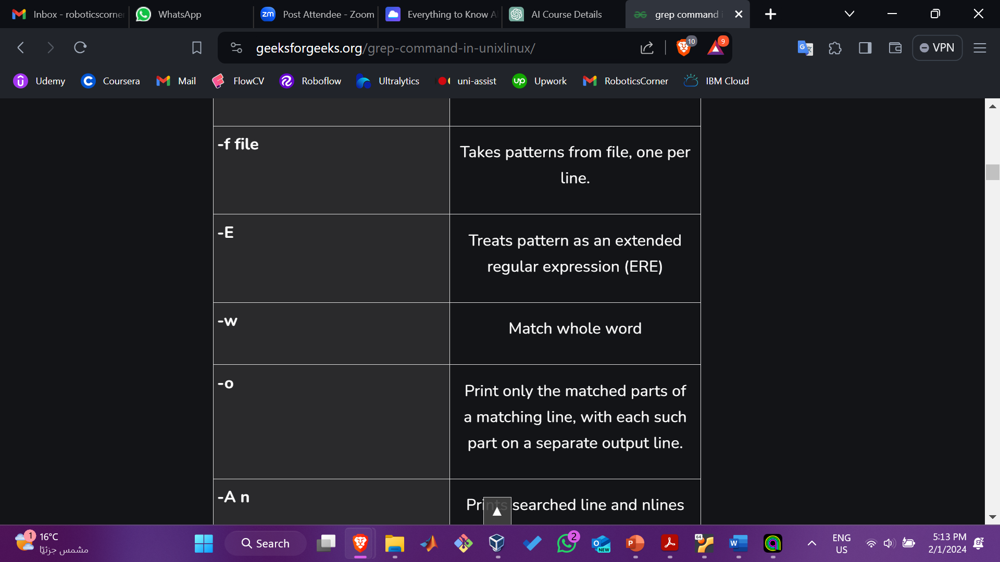 Inbox - roboticscorner
WhatsApp
Post Attendee - Zoom
Everything to Know A
AI Course Details
grep command i
geeksforgeeks.org/grep-command-in-unixlinux/
10
9
VPN
Udemy
Coursera
Mail
FlowCV
Roboflow
Ultralytics
uni-assist
Upwork
RoboticsCorner
IBM Cloud
-f file
Takes patterns from file, one per
line.
-E
Treats pattern as an extended
regular expression (ERE)
-w
Match whole word
-o
Print only the matched parts of
a matching line, with each such
part on a separate output line.
-A n
Prints searched line and nlines
1
16°C
مشمس جزئيًا
Search
2
NEW
64
ENG
US
5:13 PM
2/1/2024